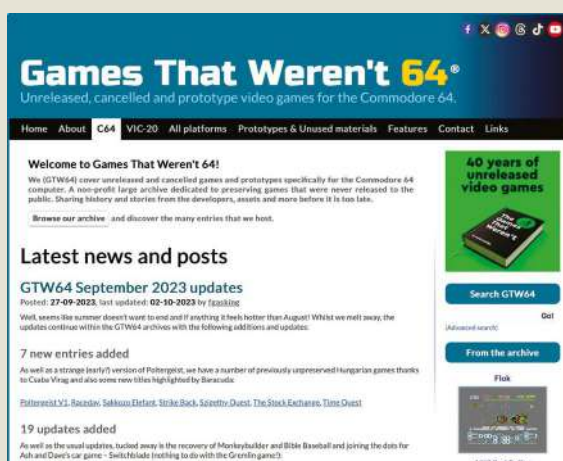 Games That Weren't 64®
Unreleased, cancelled and prototype video games for the Commodore 64.
Home About C64 VIC-20 All platforms Prototypes & Unused materials Features Contact Links
Welcome to Games That Weren't 64!
We (GTW64) cover unreleased and cancelled games and prototypes specifically for the Commodore 64
computer. A non-profit large archive dedicated to preserving games that were never released to the
public. Sharing history and stories from the developers, assets and more before it is too late.
Browse our archive and discover the many entries that we host.
Latest news and posts
GTW64 September 2023 updates
Posted: 27-09-2023, last updated: 02-10-2023 by fgasking
Well, seems like summer doesn't want to end and if anything it feels hotter than August! Whilst we melt away, the
updates continue within the GTW64 archives with the following additions and updates:
7 new entries added
As well as a strange (early?) version of Poltergeist, we have a number of previously unpreserved Hungarian games thanks
to Csaba Virag and also some new titles highlighted by Baracuda:
Poltergeist V1, Raceday, Sakkozo Elefant, Strike Back, Szigethy Quest, The Stock Exchange, Time Quest
19 updates added
As well as the usual updates, tucked away is the recovery of Monkeybuilder and Bible Baseball and joining the dots for
Ash and Dave's car game – Switchblade (nothing to do with the Gremlin game!):
40 years of
unreleased
video games
The
Games
That
Weren't
Search GTW64
Go!
(Advanced search)
From the archive
Flok